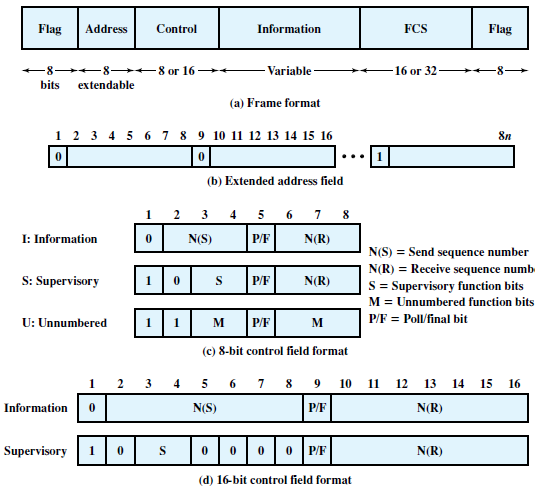 Flag Address Control Information FCS Flag
8 8 8 or 16 Variable 16 or 32 8
bits extendable
(a) Frame format
1 2 3 4 5 6 7 8 9 10 11 12 13 14 15 16 8n
0 0 ••• 1
(b) Extended address field
1 2 3 4 5 6 7 8
I: Information 0 N(S) P/F N(R)
S: Supervisory 1 0 S P/F N(R)
U: Unnumbered 1 1 M P/F M
N(S) = Send sequence number
N(R) = Receive sequence numbe
S = Supervisory function bits
M = Unnumbered function bits
P/F = Poll/final bit
(c) 8-bit control field format
1 2 3 4 5 6 7 8 9 10 11 12 13 14 15 16
Information 0 N(S) P/F N(R)
Supervisory 1 0 S 0 0 0 0 P/F N(R)
(d) 16-bit control field format